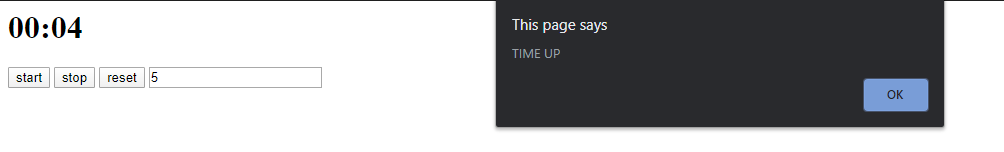 00:04
start stop reset 5
This page says
TIME UP
OK